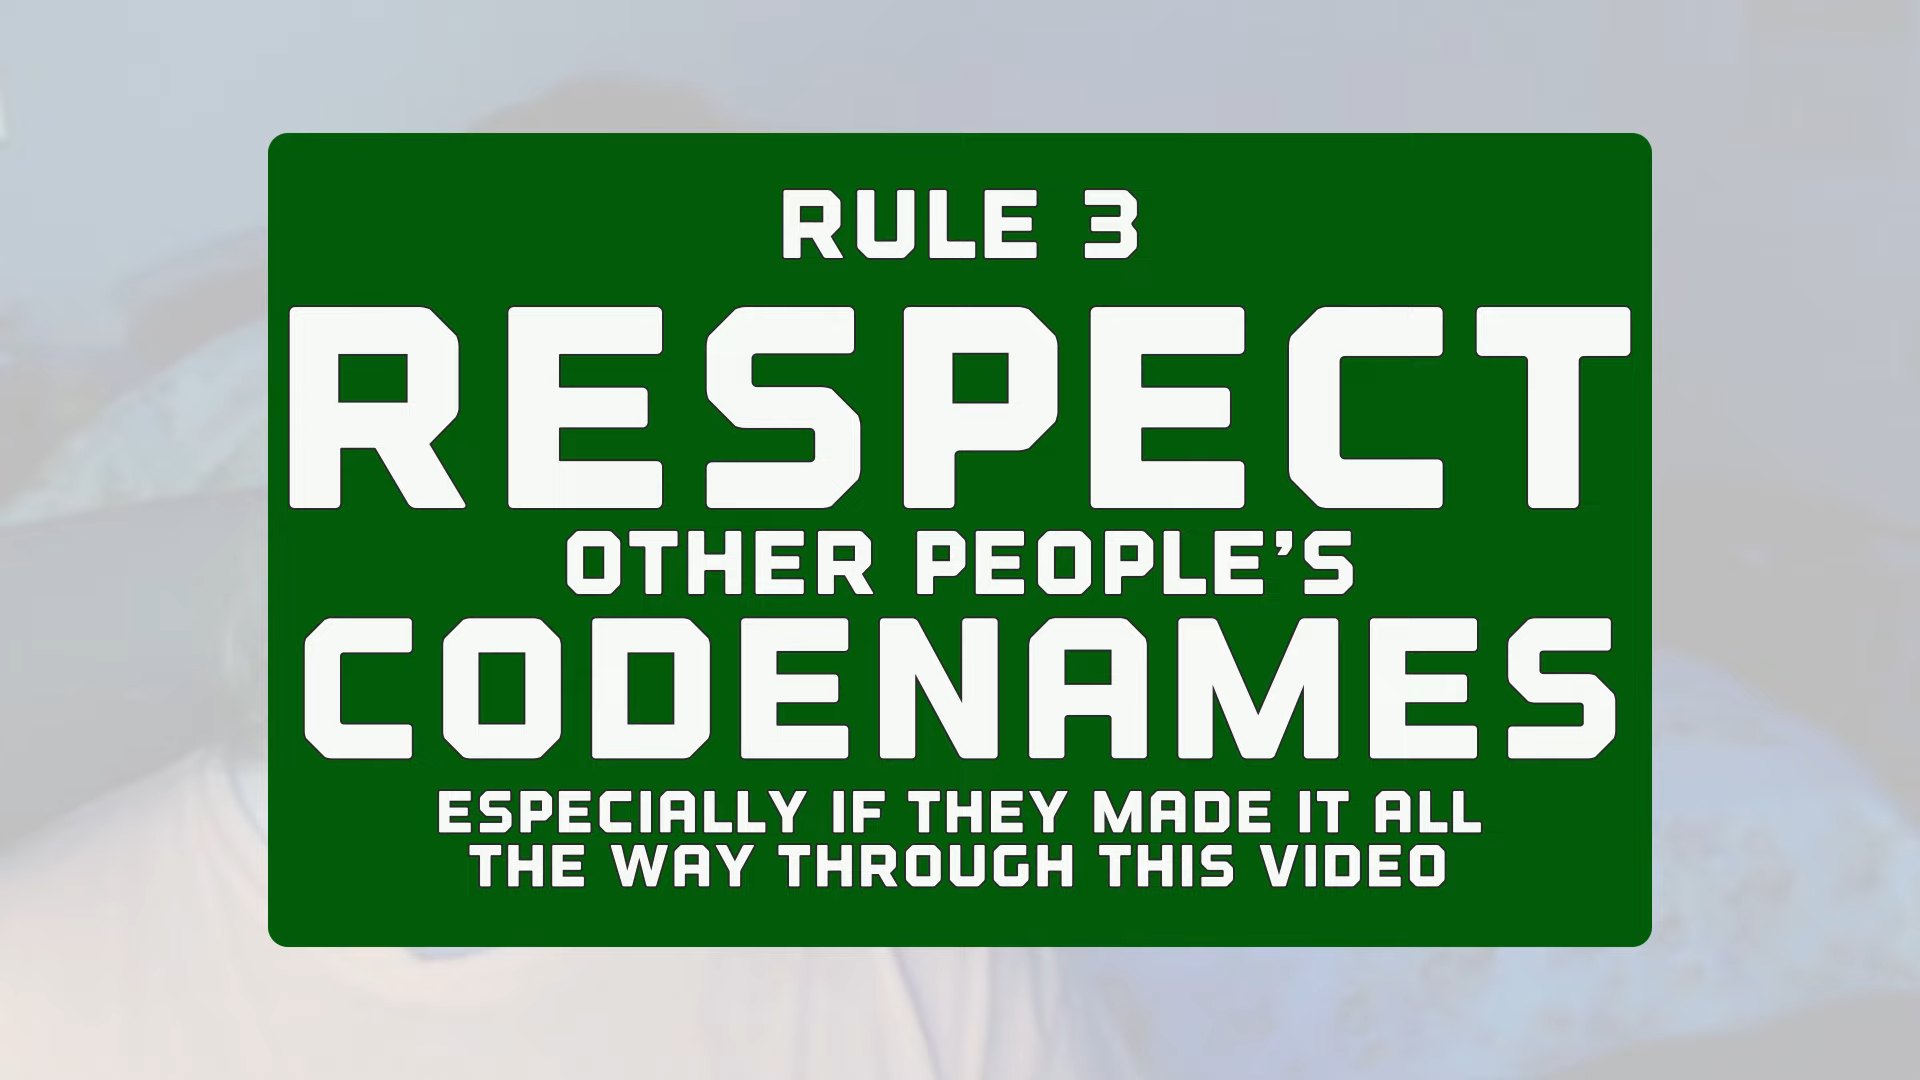 RULE 3
RESPECT
OTHER PEOPLE’S
CODENAMES
ESPECIALLY IF THEY MADE IT ALL
THE WAY THROUGH THIS VIDEO